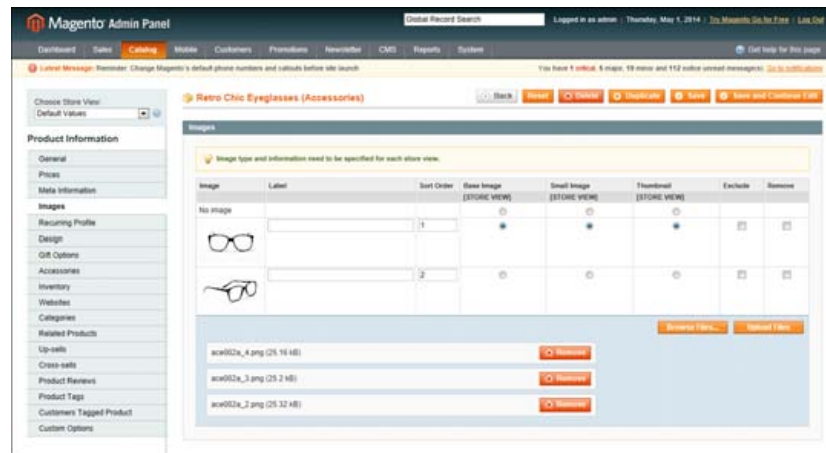 Magento Admin Panel
Global Record Search
Logged in as admin | Thursday, May 1, 2014 | Try Magento Go for Free | Log Out
Dashboard Sales Catalog Mobile Customers Promotions Newsletter CMS Reports System
Get help for this page
Latest Message: Reminder: Change Magento's default phone numbers and callouts before site launch
You have 1 critical, 5 major, 19 minor and 112 notice unread message(s). Go to notifications
Choose Store View:
Default Values
Product Information
General
Prices
Meta Information
Images
Recurring Profile
Design
Gift Options
Accessories
Inventory
Websites
Categories
Related Products
Up-sells
Cross-sells
Product Reviews
Product Tags
Customers Tagged Product
Custom Options
Retro Chic Eyeglasses (Accessories)
Back Reset Delete Duplicate Save Save and Continue Edit
Images
Image type and information need to be specified for each store view.
Image Label Sort Order Base Image Small Image Thumbnail Exclude Remove
[STORE VIEW] [STORE VIEW] [STORE VIEW]
No image
1
2
Browse Files... Upload Files
ace002a_4.png (25.16 kB) Remove
ace002a_3.png (25.2 kB) Remove
ace002a_2.png (25.32 kB) Remove